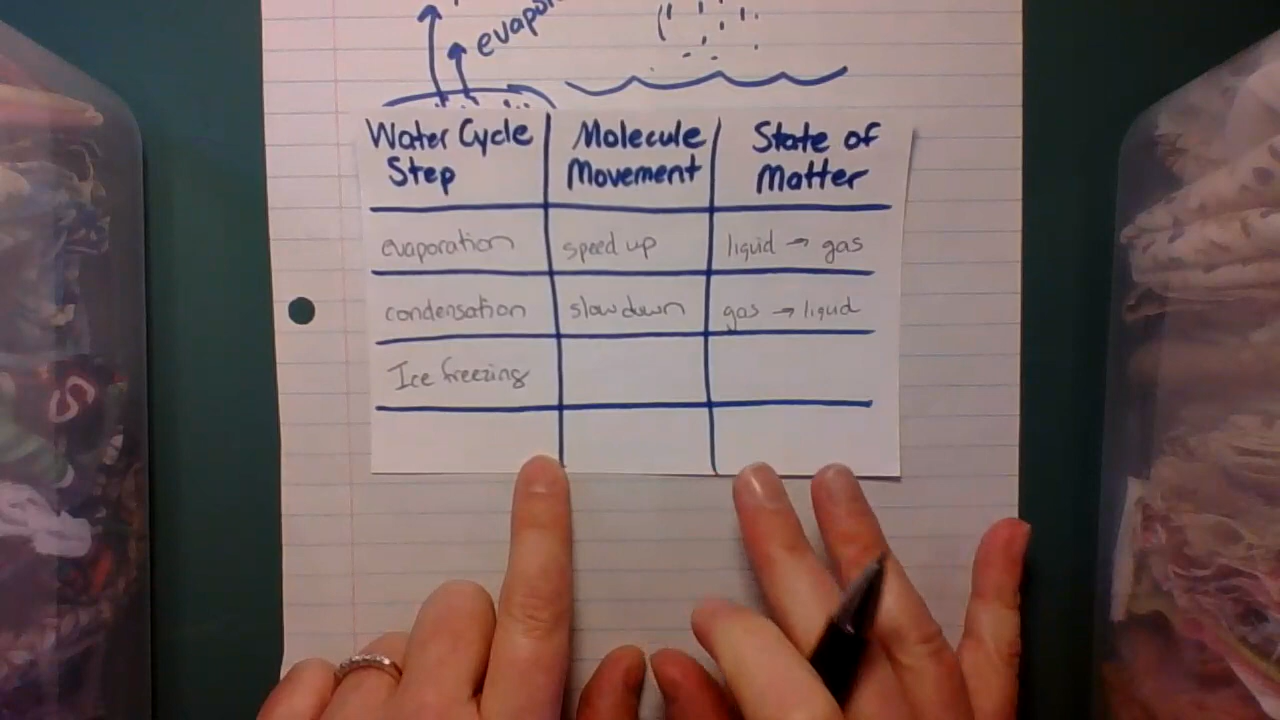 evapor
Water Cycle Step
Molecule Movement
State of Matter
evaporation
speed up
liquid → gas
condensation
slow down
gas → liquid
Ice freezing